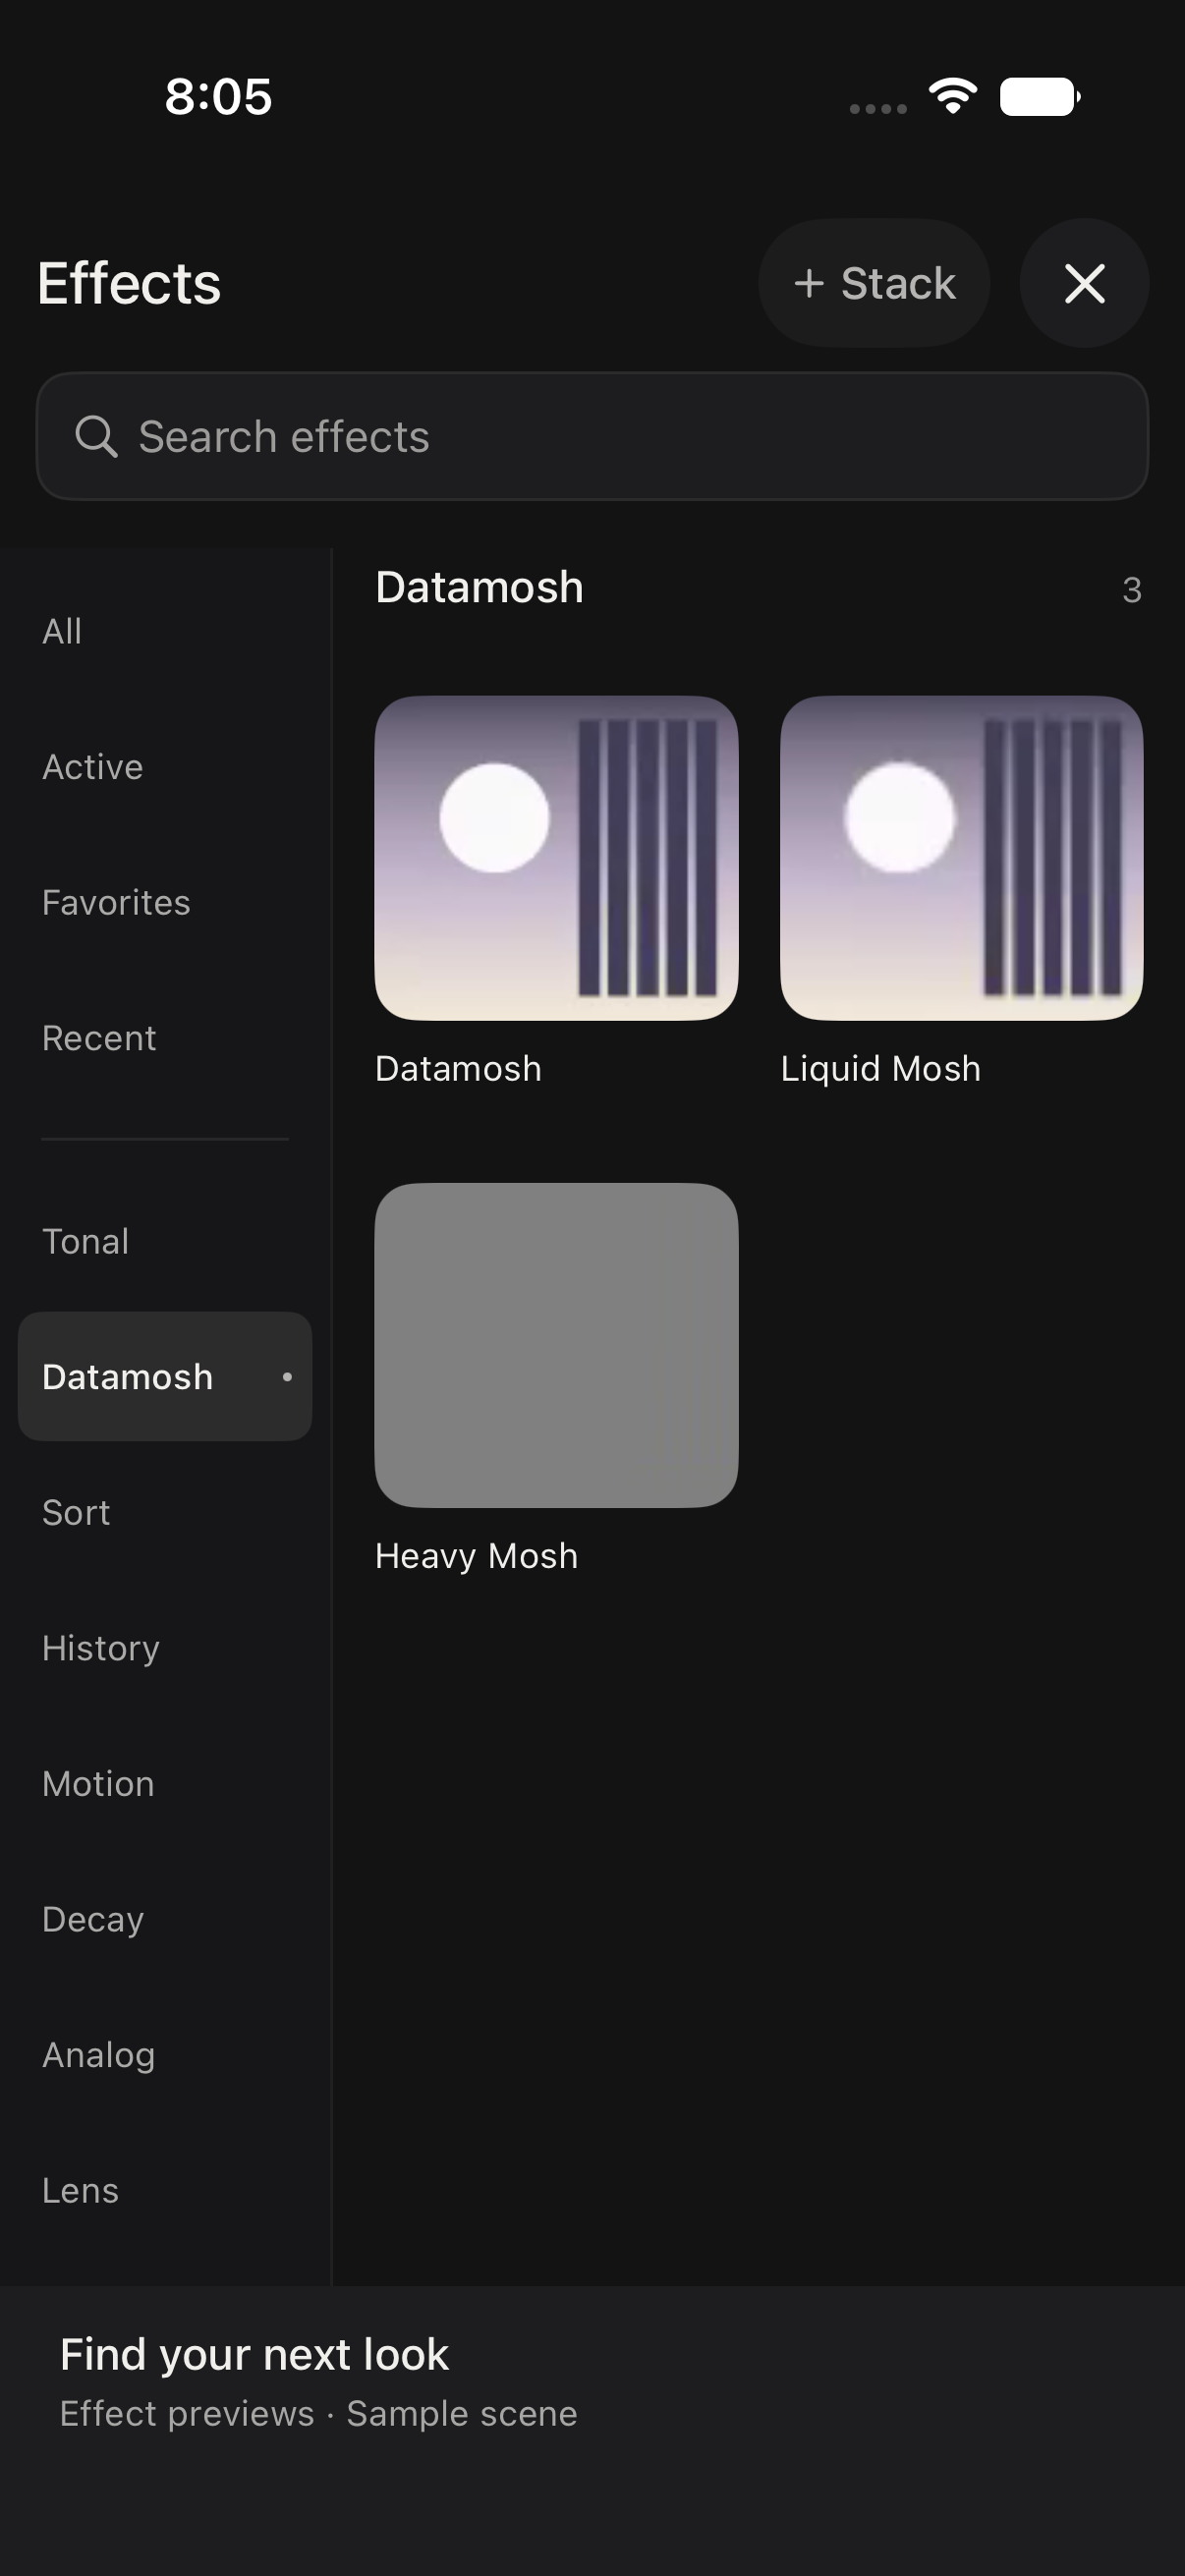 8:05
Effects
+ Stack
Search effects
All
Active
Favorites
Recent
Tonal
Datamosh
Sort
History
Motion
Decay
Analog
Lens
Datamosh
3
Datamosh
Liquid Mosh
Heavy Mosh
Find your next look
Effect previews · Sample scene